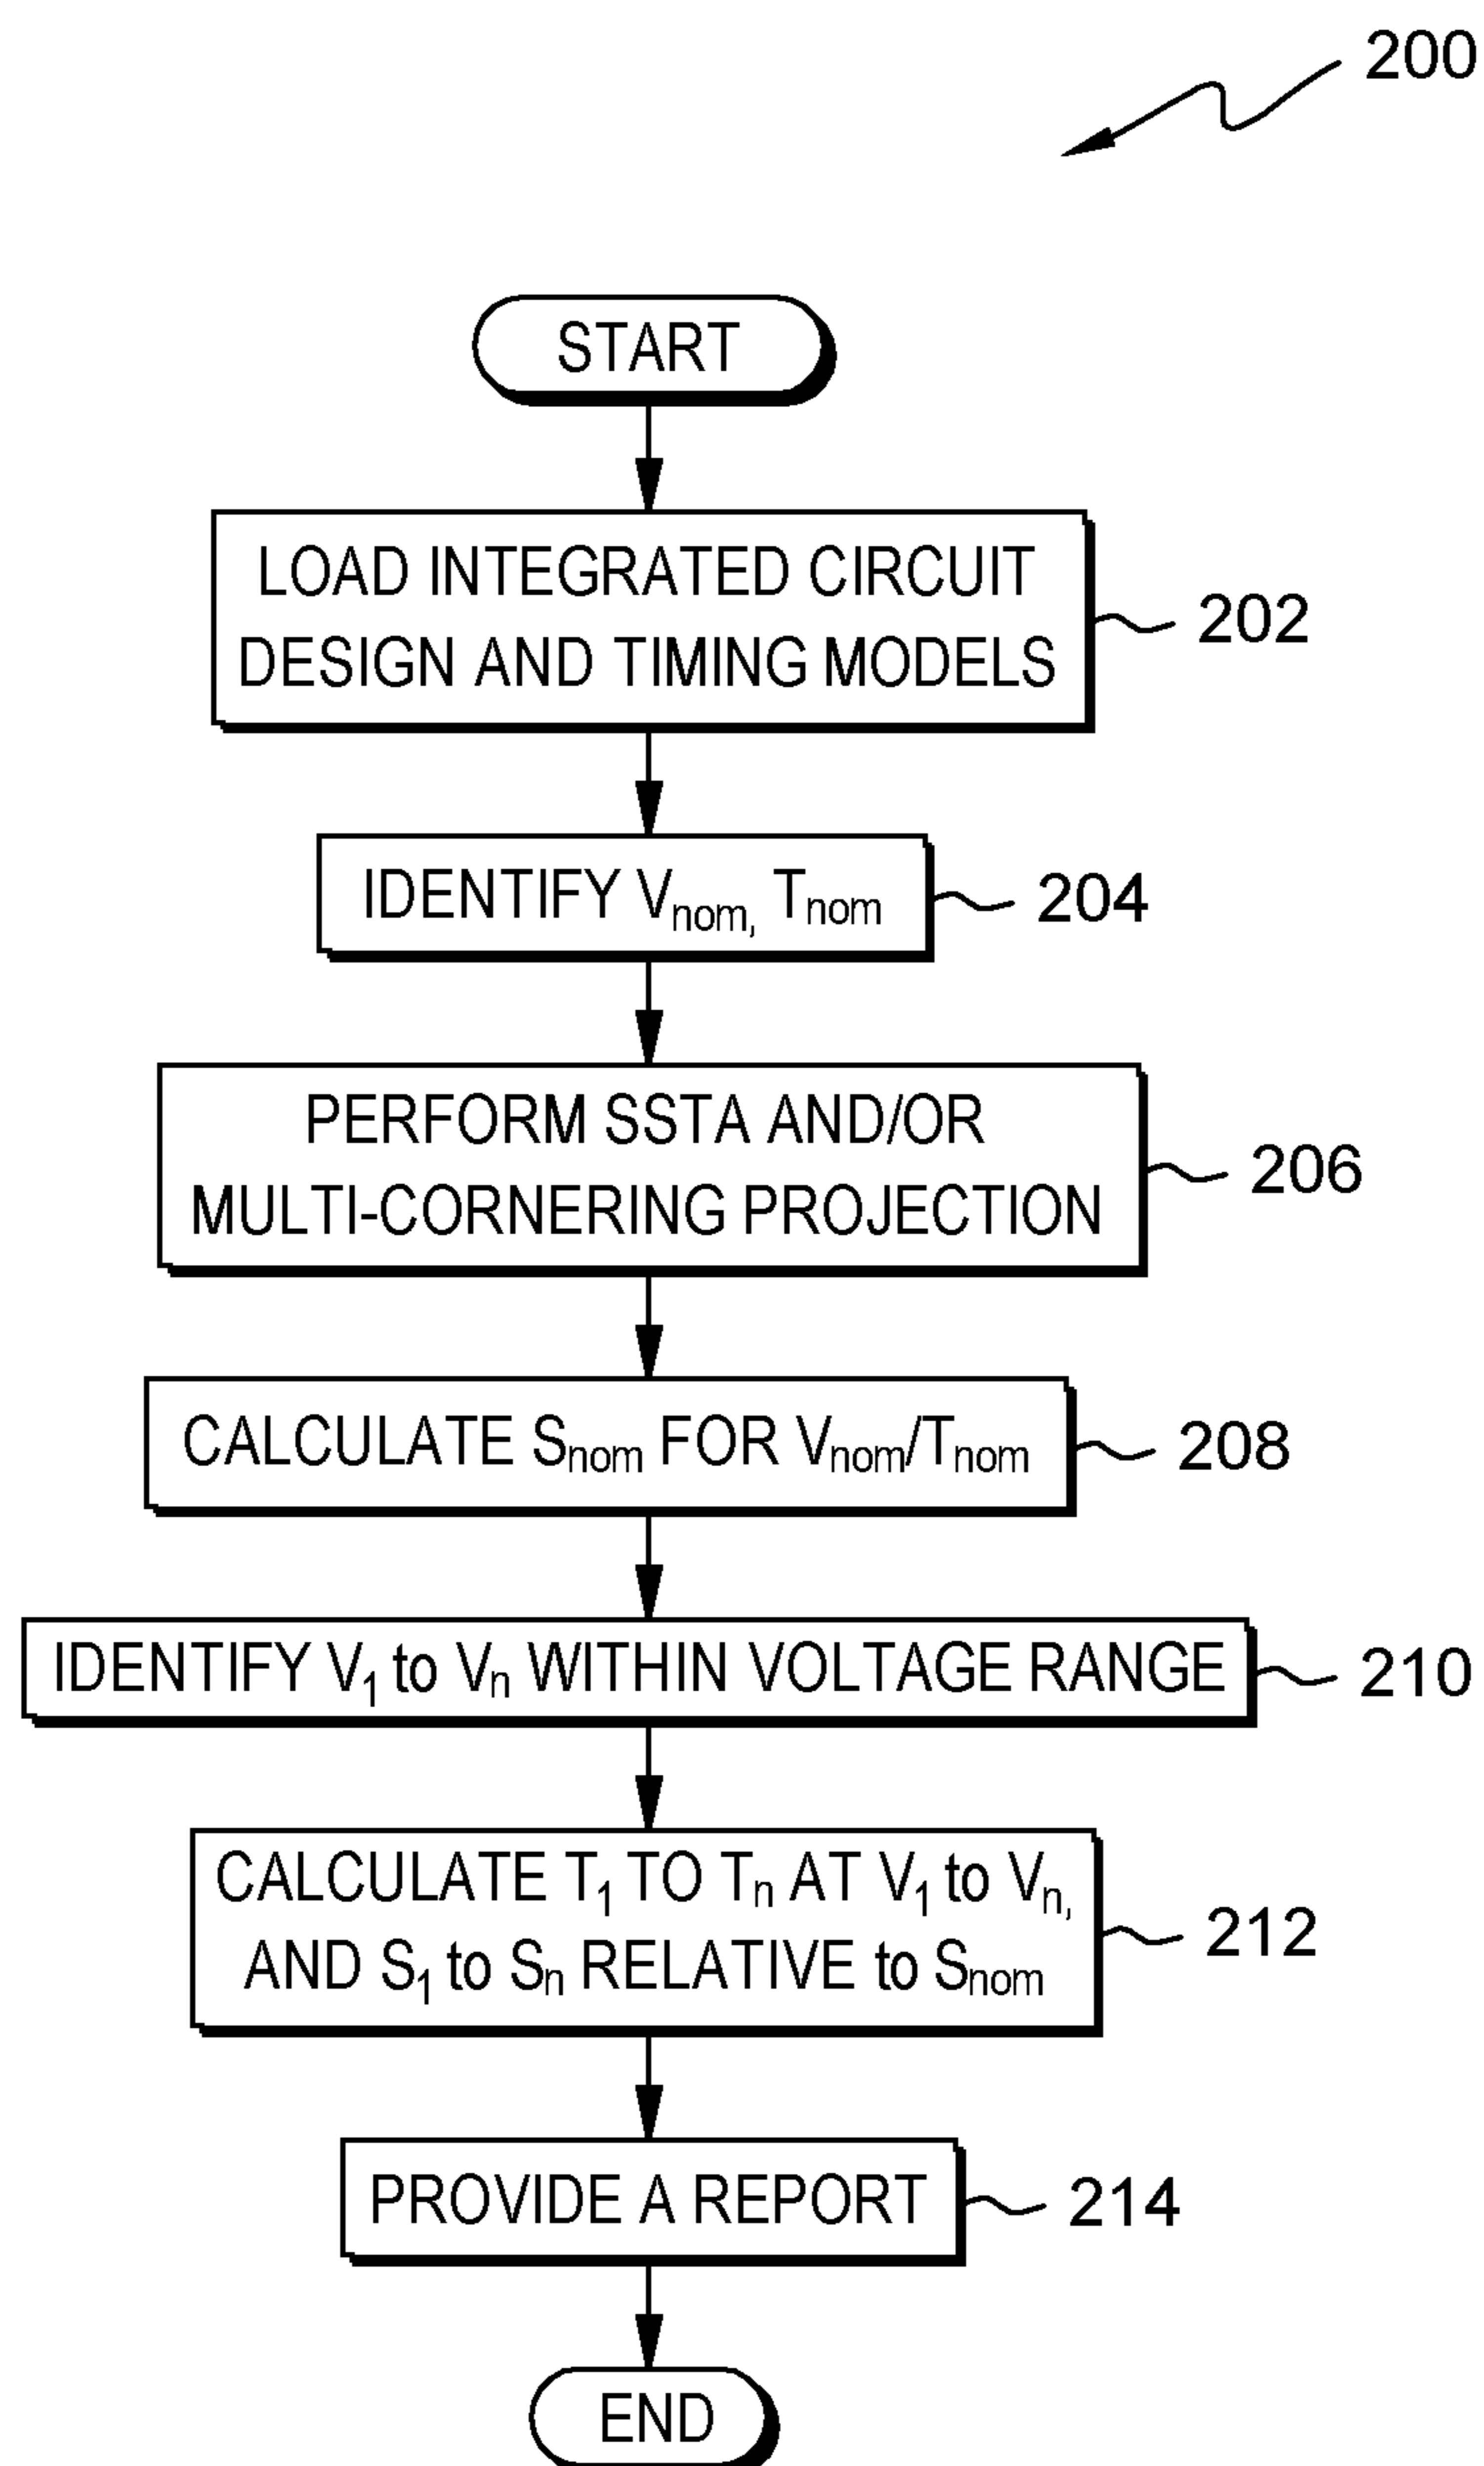 200
START
LOAD INTEGRATED CIRCUIT
DESIGN AND TIMING MODELS
202
IDENTIFY Vnom, Tnom
204
PERFORM SSTA AND/OR
MULTI-CORNERING PROJECTION
206
CALCULATE Snom FOR Vnom/Tnom
208
IDENTIFY V1 to Vn WITHIN VOLTAGE RANGE
210
CALCULATE T1 TO Tn AT V1 to Vn,
AND S1 to Sn RELATIVE to Snom
212
PROVIDE A REPORT
214
END